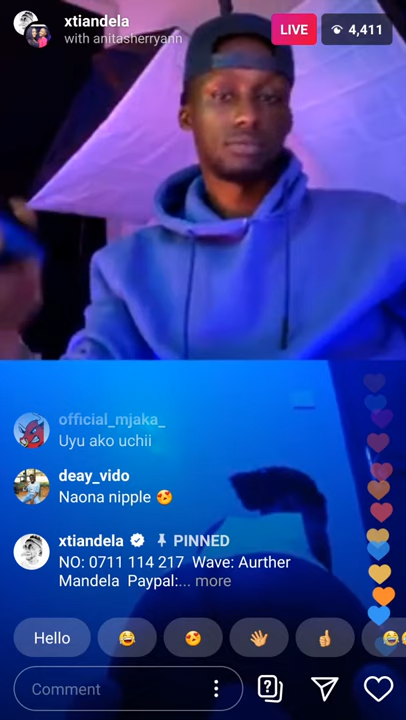 xtiandela
with anitasherryann
LIVE
4,411
official_mjaka_
Uyu ako uchii
deay_vido
Naona nipple 😍
xtiandela PINNED
NO: 0711 114 217 Wave: Aurther
Mandela Paypal:... more
Hello
Comment